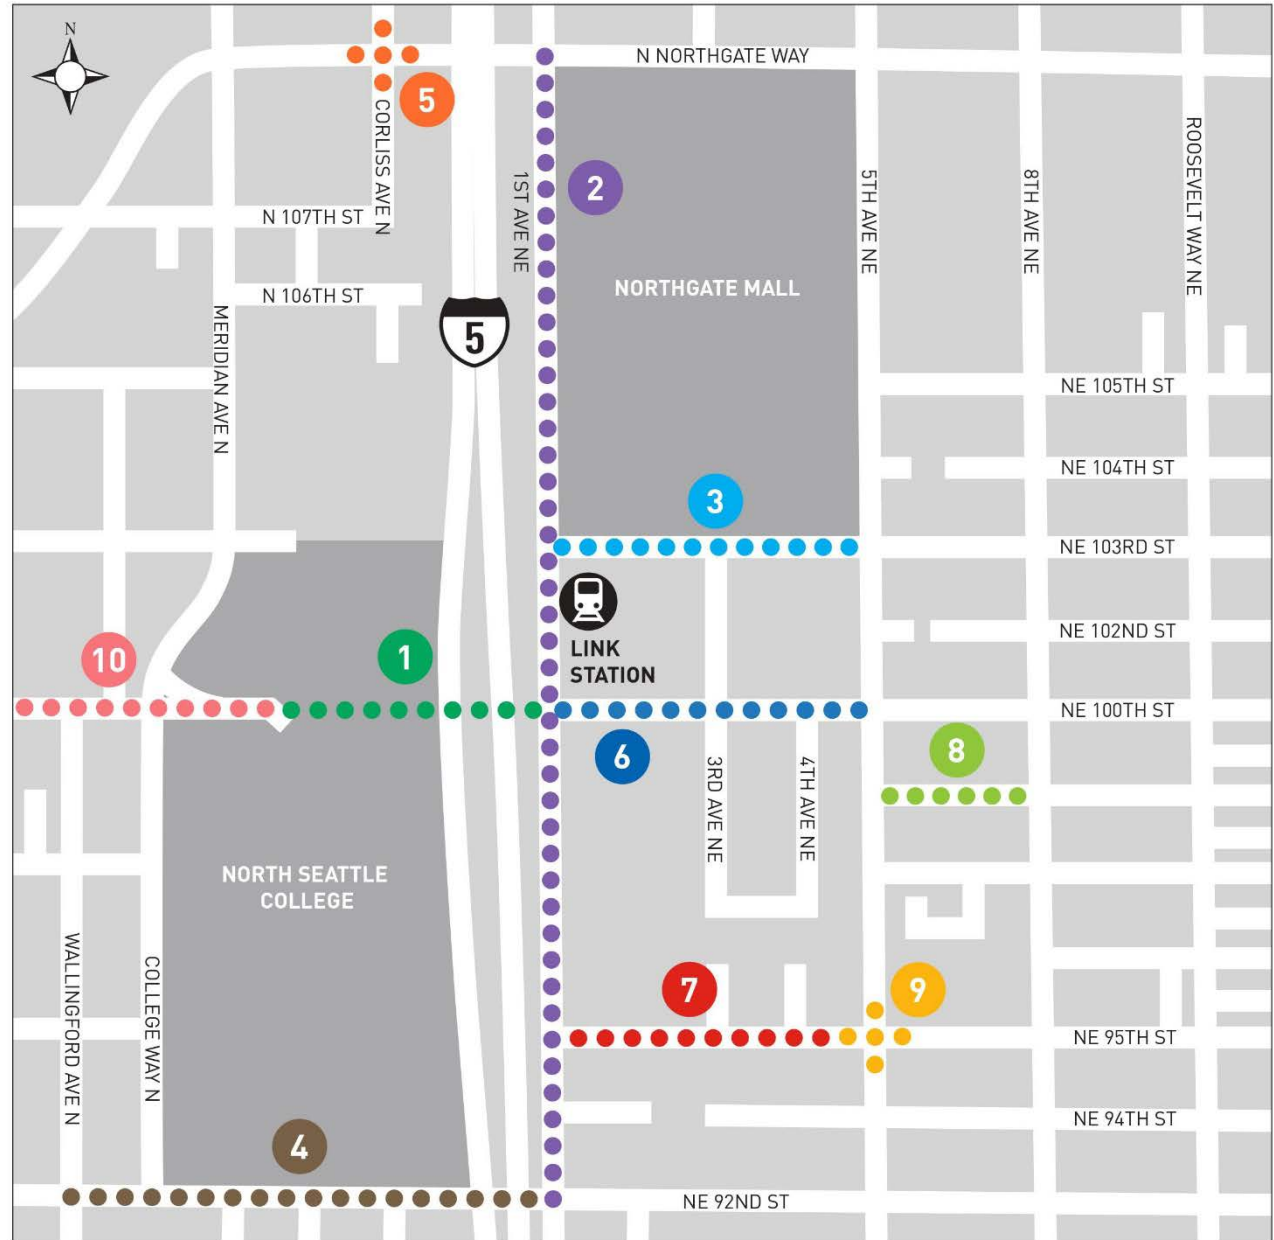 N
N NORTHGATE WAY
5
CORLISS AVE N
1ST AVE NE
2
5TH AVE NE
8TH AVE NE
ROOSEVELT WAY NE
N 107TH ST
NORTHGATE MALL
N 106TH ST
MERIDIAN AVE N
5
NE 105TH ST
NE 104TH ST
3
NE 103RD ST
LINK
STATION
NE 102ND ST
10
1
NE 100TH ST
6
8
3RD AVE NE
4TH AVE NE
NORTH SEATTLE
COLLEGE
WALLINGFORD AVE N
COLLEGE WAY N
7
9
NE 95TH ST
NE 94TH ST
4
NE 92ND ST